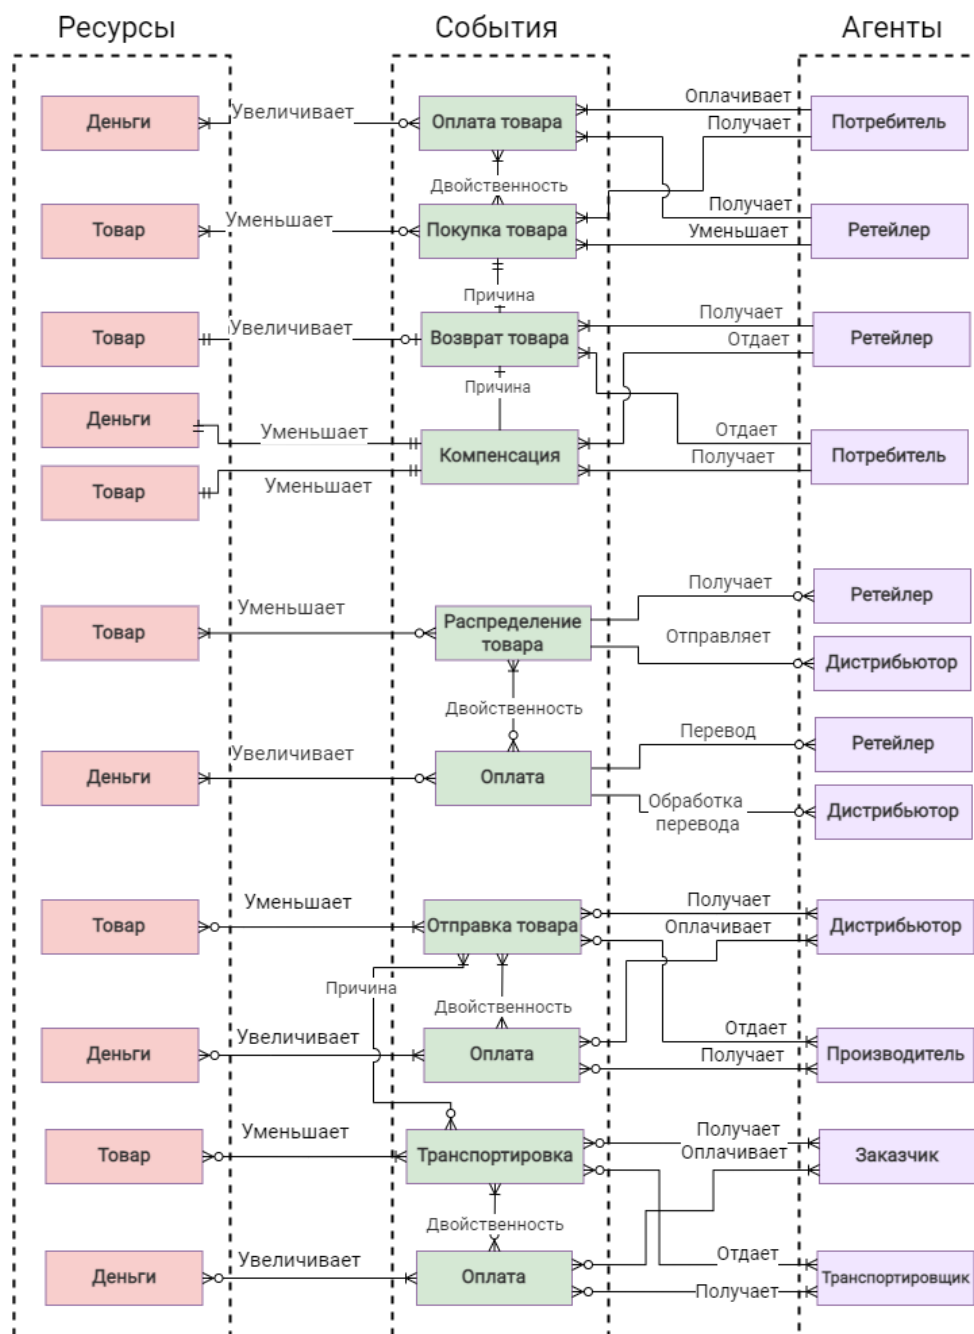 Ресурсы События Агенты
Деньги Увеличивает Оплата товара Оплачивает Потребитель
Получает
Двойственность
Товар Уменьшает Покупка товара Получает Ретейлер
Уменьшает
Причина
Товар Увеличивает Возврат товара Получает Ретейлер
Отдает
Причина
Деньги Уменьшает Компенсация Отдает Потребитель
Получает
Товар Уменьшает
Получает Ретейлер
Товар Уменьшает Распределение
товара
Отправляет Дистрибьютор
Двойственность
Перевод Ретейлер
Деньги Увеличивает Оплата
Обработка
перевода
Дистрибьютор
Товар Уменьшает Отправка товара Получает Дистрибьютор
Оплачивает
Причина
Двойственность
Деньги Увеличивает Оплата Отдает Производитель
Получает
Товар Уменьшает Транспортировка Получает Заказчик
Оплачивает
Двойственность
Деньги Увеличивает Оплата Отдает Транспортировщик
Получает